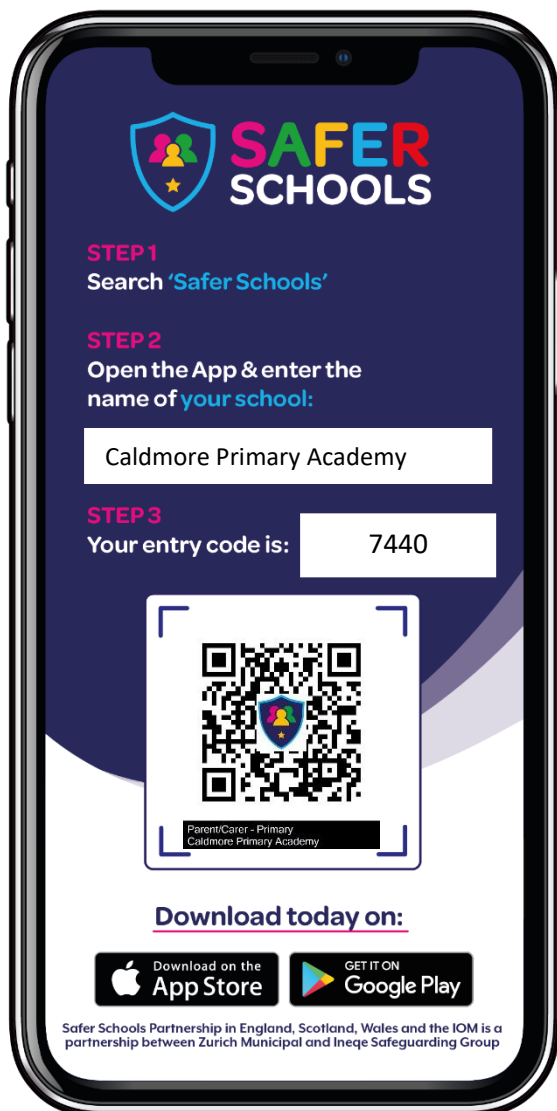 SAFER
SCHOOLS
STEP 1
Search ‘Safer Schools’
STEP 2
Open the App & enter the
name of your school:
Caldmore Primary Academy
STEP 3
Your entry code is:
7440
Parent/Carer - Primary
Caldmore Primary Academy
Download today on:
Download on the
App Store
GET IT ON
Google Play
Safer Schools Partnership in England, Scotland, Wales and the IOM is a
partnership between Zurich Municipal and Ineqe Safeguarding Group